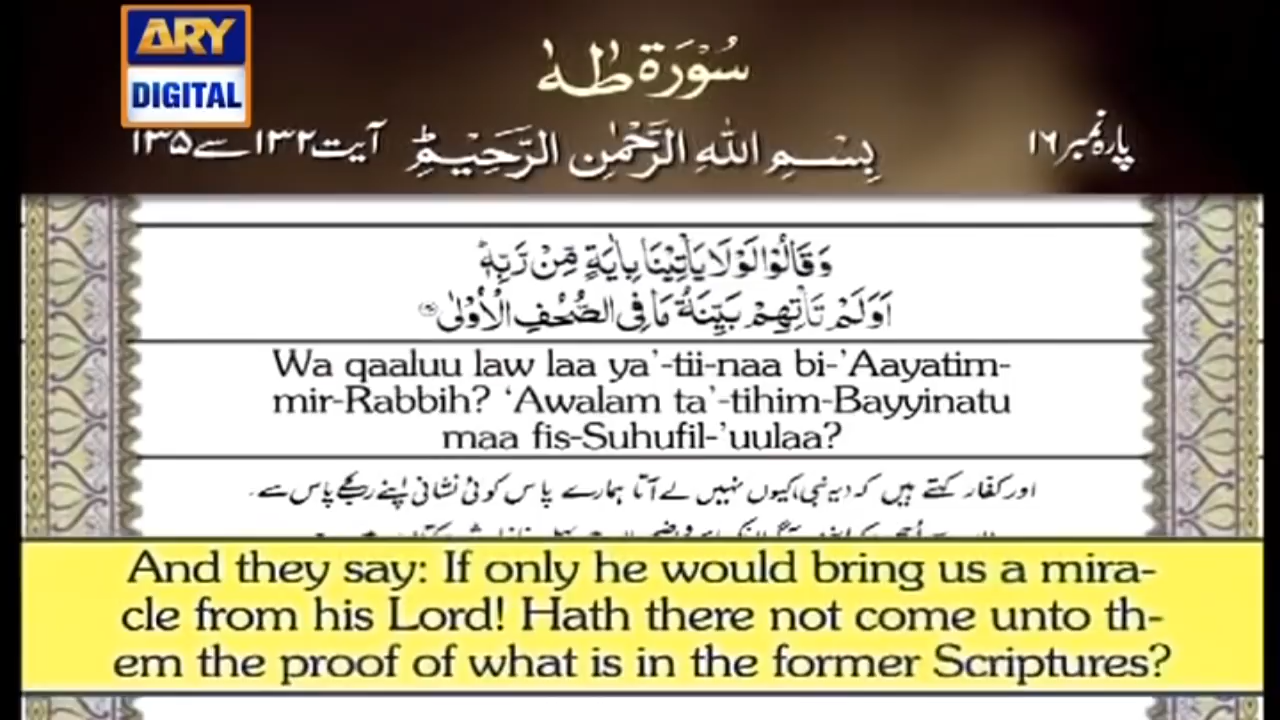 ARY
DIGITAL
سُوْرَةُ طٰهٰ
پارہ نمبر ۱۶
بِسْمِ اللهِ الرَّحْمٰنِ الرَّحِيْمِ
آیت ۱۳۲ سے ۱۳۵
وَقَالُوْا لَوْلَا يَاْتِيْنَا بِاٰيَةٍ مِّنْ رَّبِّهٖ ؕ
اَوَلَمْ تَاْتِهِمْ بَيِّنَةُ مَا فِى الصُّحُفِ الْاُوْلٰى
Wa qaaluu law laa ya’-tii-naa bi-’Aayatim-
mir-Rabbih? ‘Awalam ta’-tihim-Bayyinatu
maa fis-Suhufil-’uulaa?
اور کفار کہتے ہیں کہ (یہ نبی) کیوں نہیں لے آتا ہمارے پاس کوئی نشانی اپنے رب کے پاس سے۔
And they say: If only he would bring us a mira-
cle from his Lord! Hath there not come unto th-
em the proof of what is in the former Scriptures?